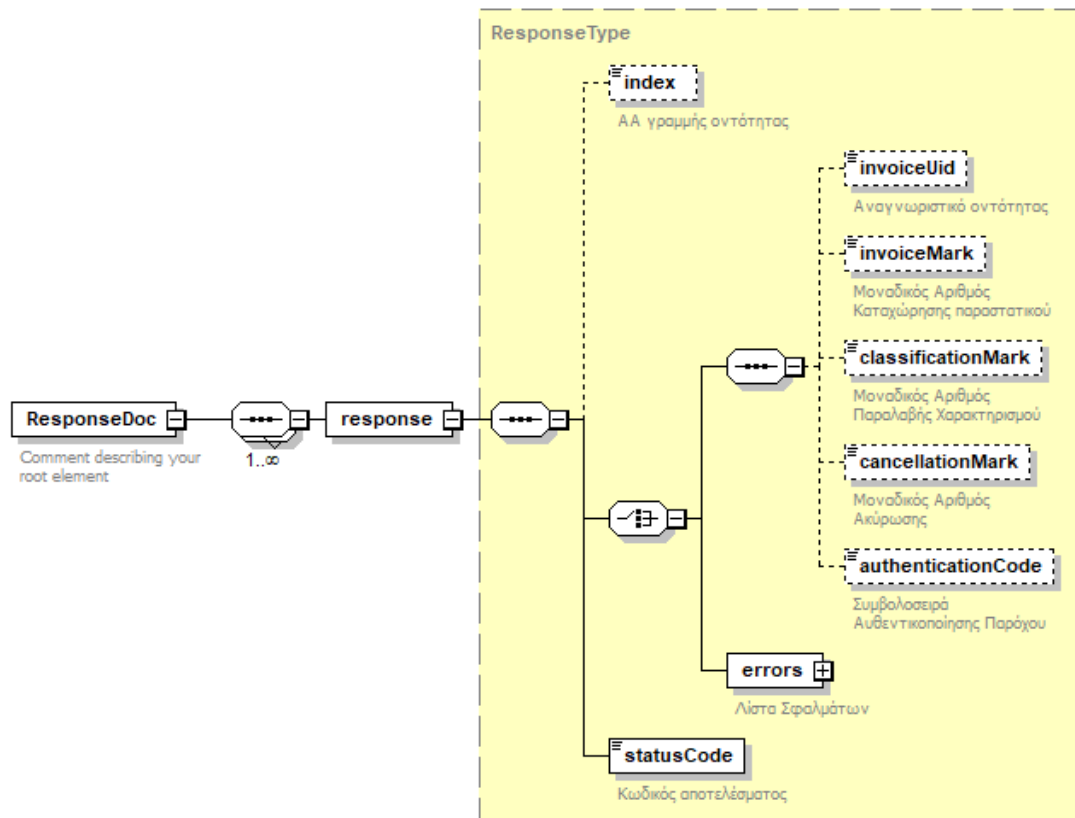 ResponseType
index
ΑΑ γραμμής οντότητας
invoiceUid
Αναγνωριστικό οντότητας
invoiceMark
Μοναδικός Αριθμός
Καταχώρησης παραστατικού
classificationMark
Μοναδικός Αριθμός
Παραλαβής Χαρακτηρισμού
ResponseDoc
Comment describing your
root element
1..∞
response
cancellationMark
Μοναδικός Αριθμός
Ακύρωσης
authenticationCode
Συμβολοσειρά
Αυθεντικοποίησης Παρόχου
errors
Λίστα Σφαλμάτων
statusCode
Κωδικός αποτελέσματος